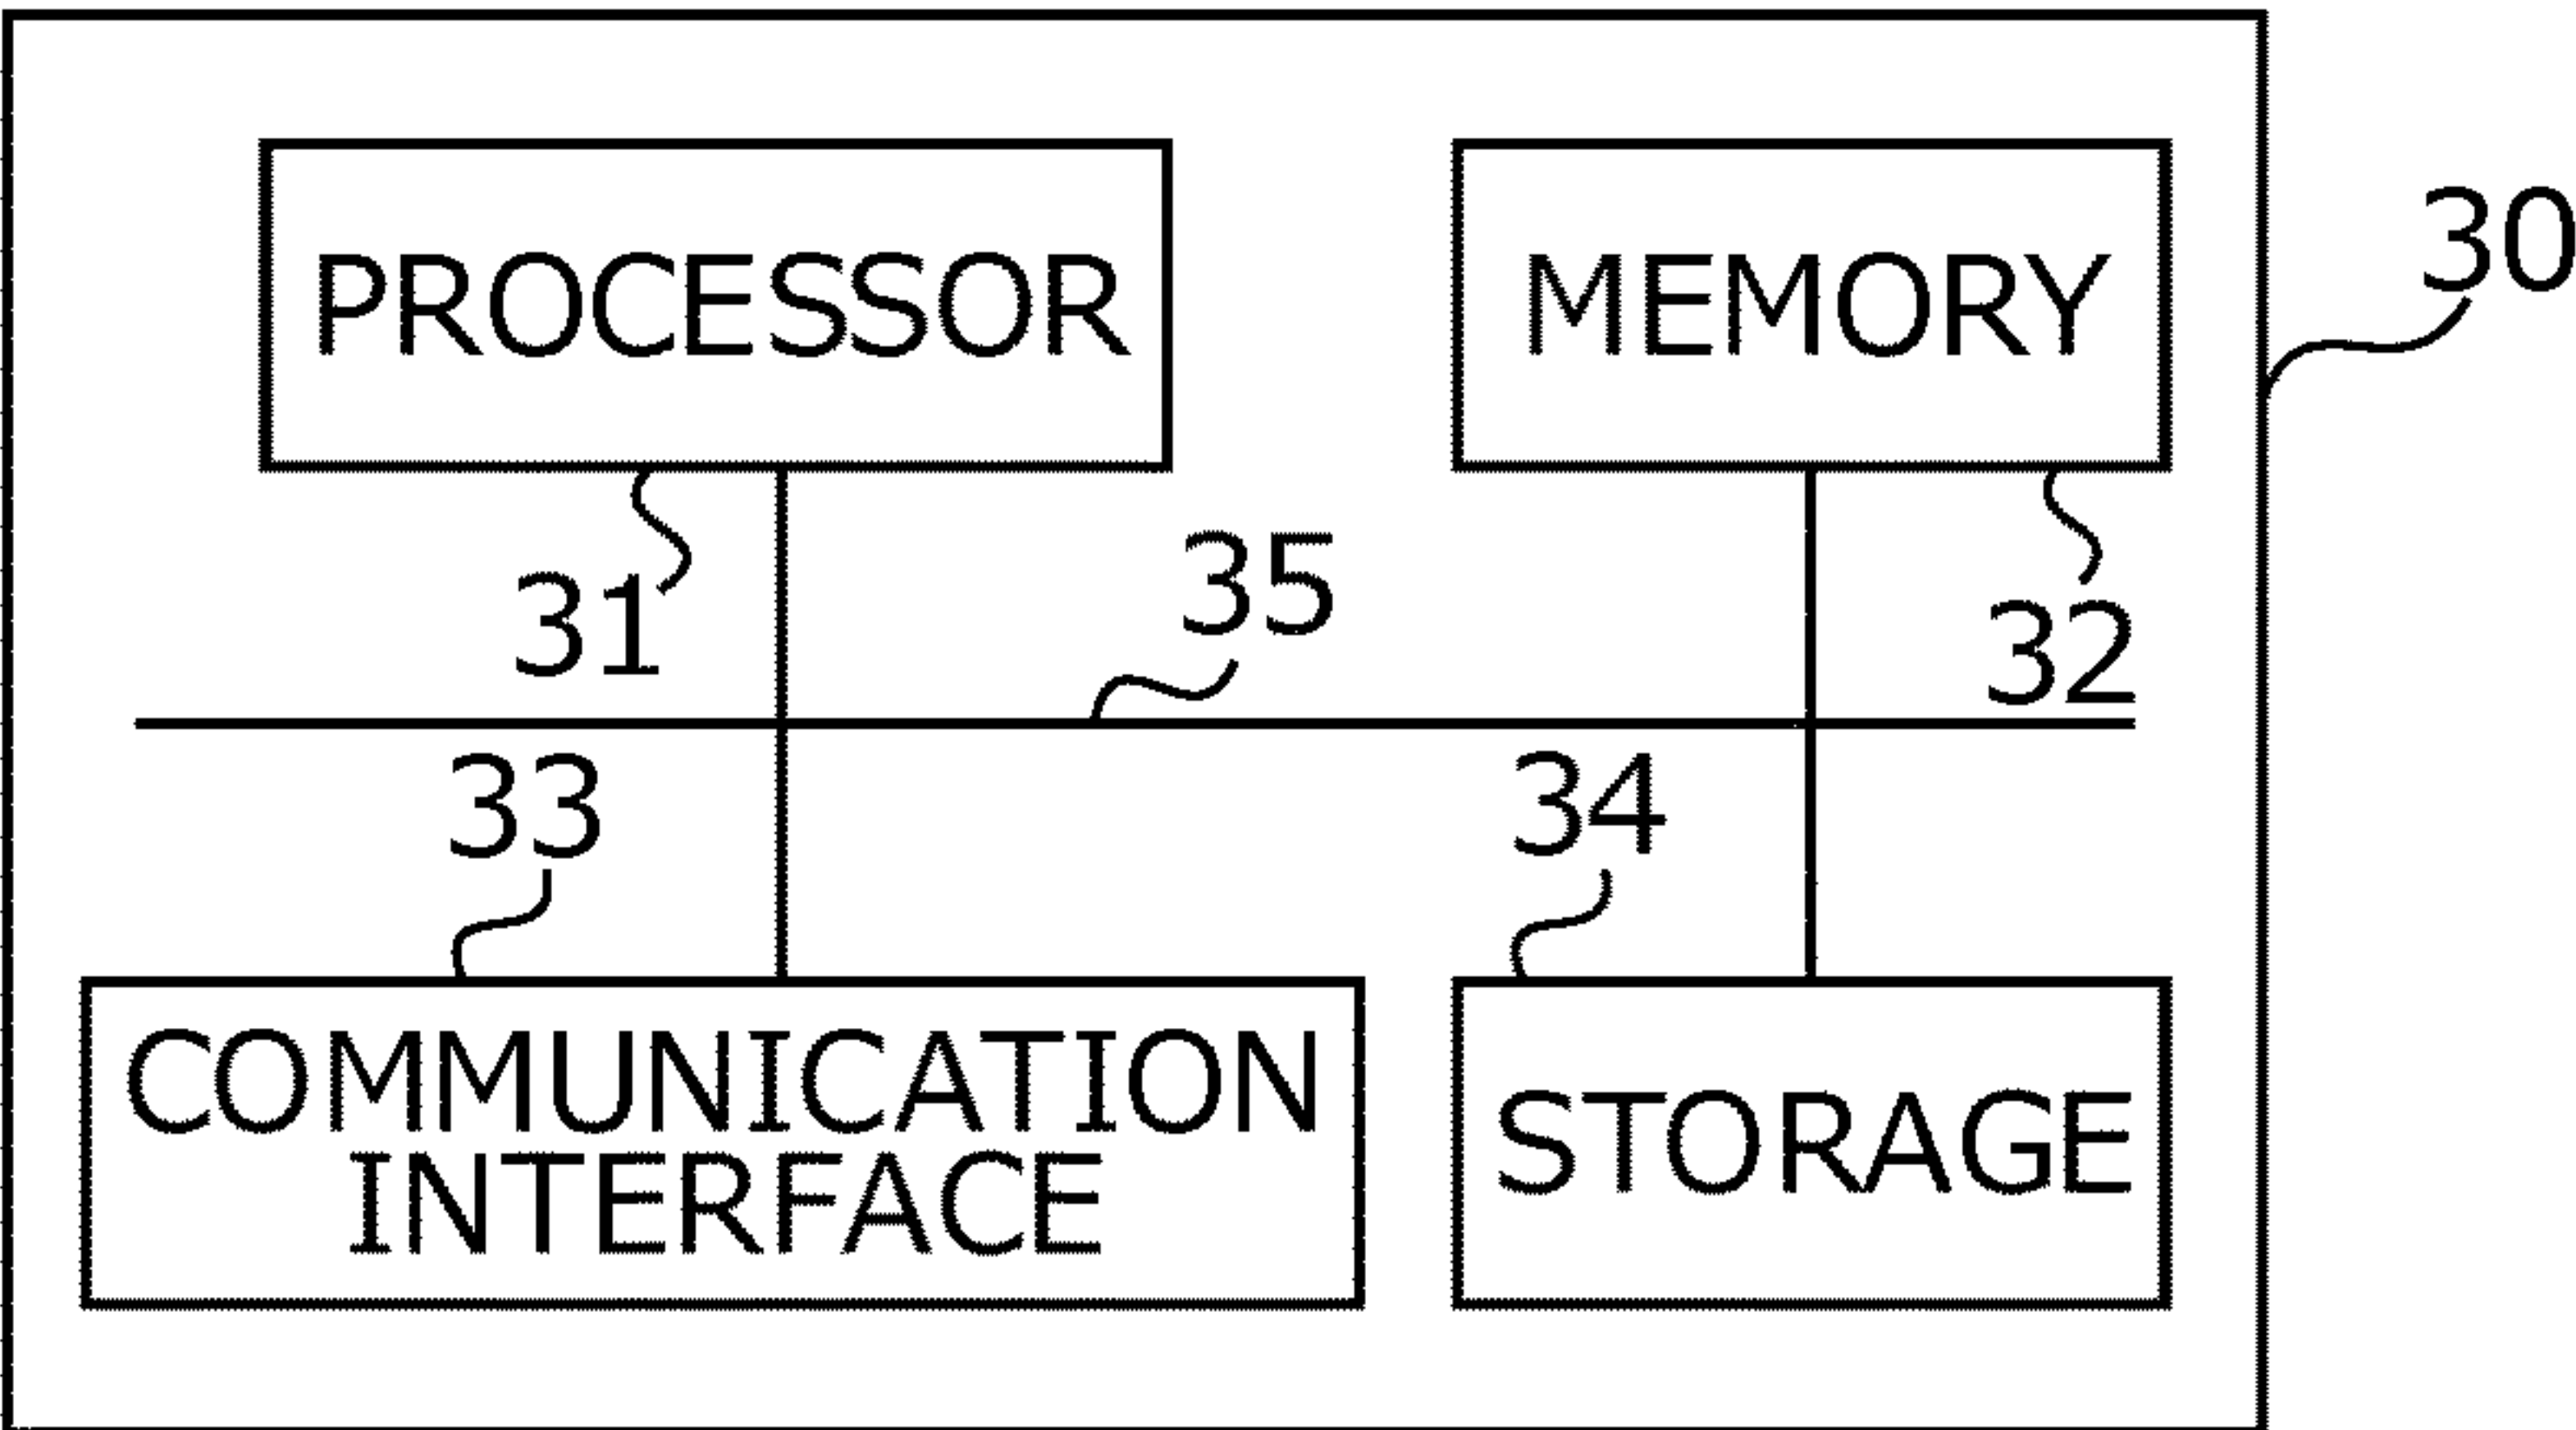 PROCESSOR
MEMORY
30
31
35
32
33
34
COMMUNICATION
INTERFACE
STORAGE